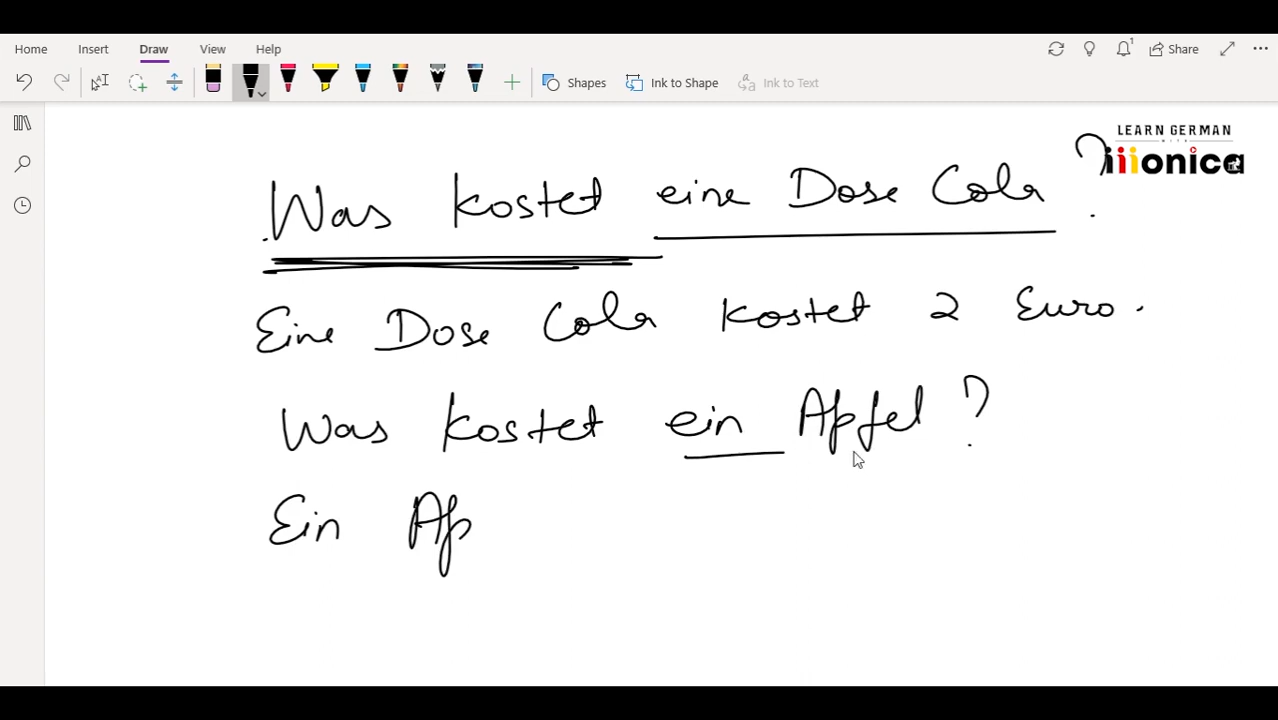 Home Insert Draw View Help
Share
Shapes Ink to Shape Ink to Text
LEARN GERMAN
monica
Was kostet eine Dose Cola ?
Eine Dose Cola kostet 2 Euro.
Was kostet ein Apfel ?
Ein Ap